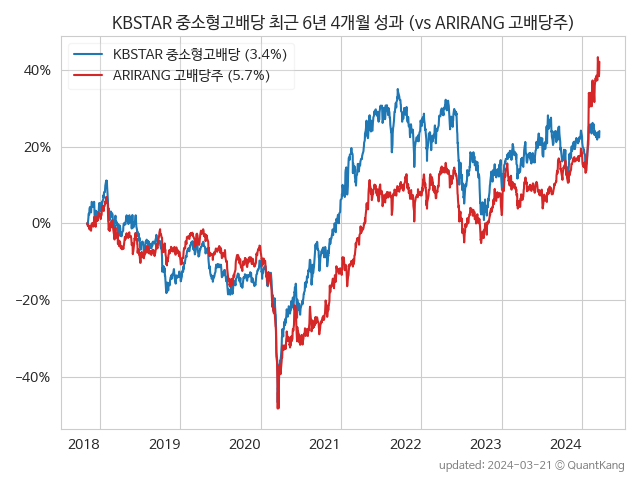 KBSTAR 중소형고배당 최근 6년 4개월 성과 (vs ARIRANG 고배당주)
KBSTAR 중소형고배당 (3.4%)
ARIRANG 고배당주 (5.7%)
40%
20%
0%
−20%
−40%
2018 2019 2020 2021 2022 2023 2024
updated: 2024-03-21 © QuantKang